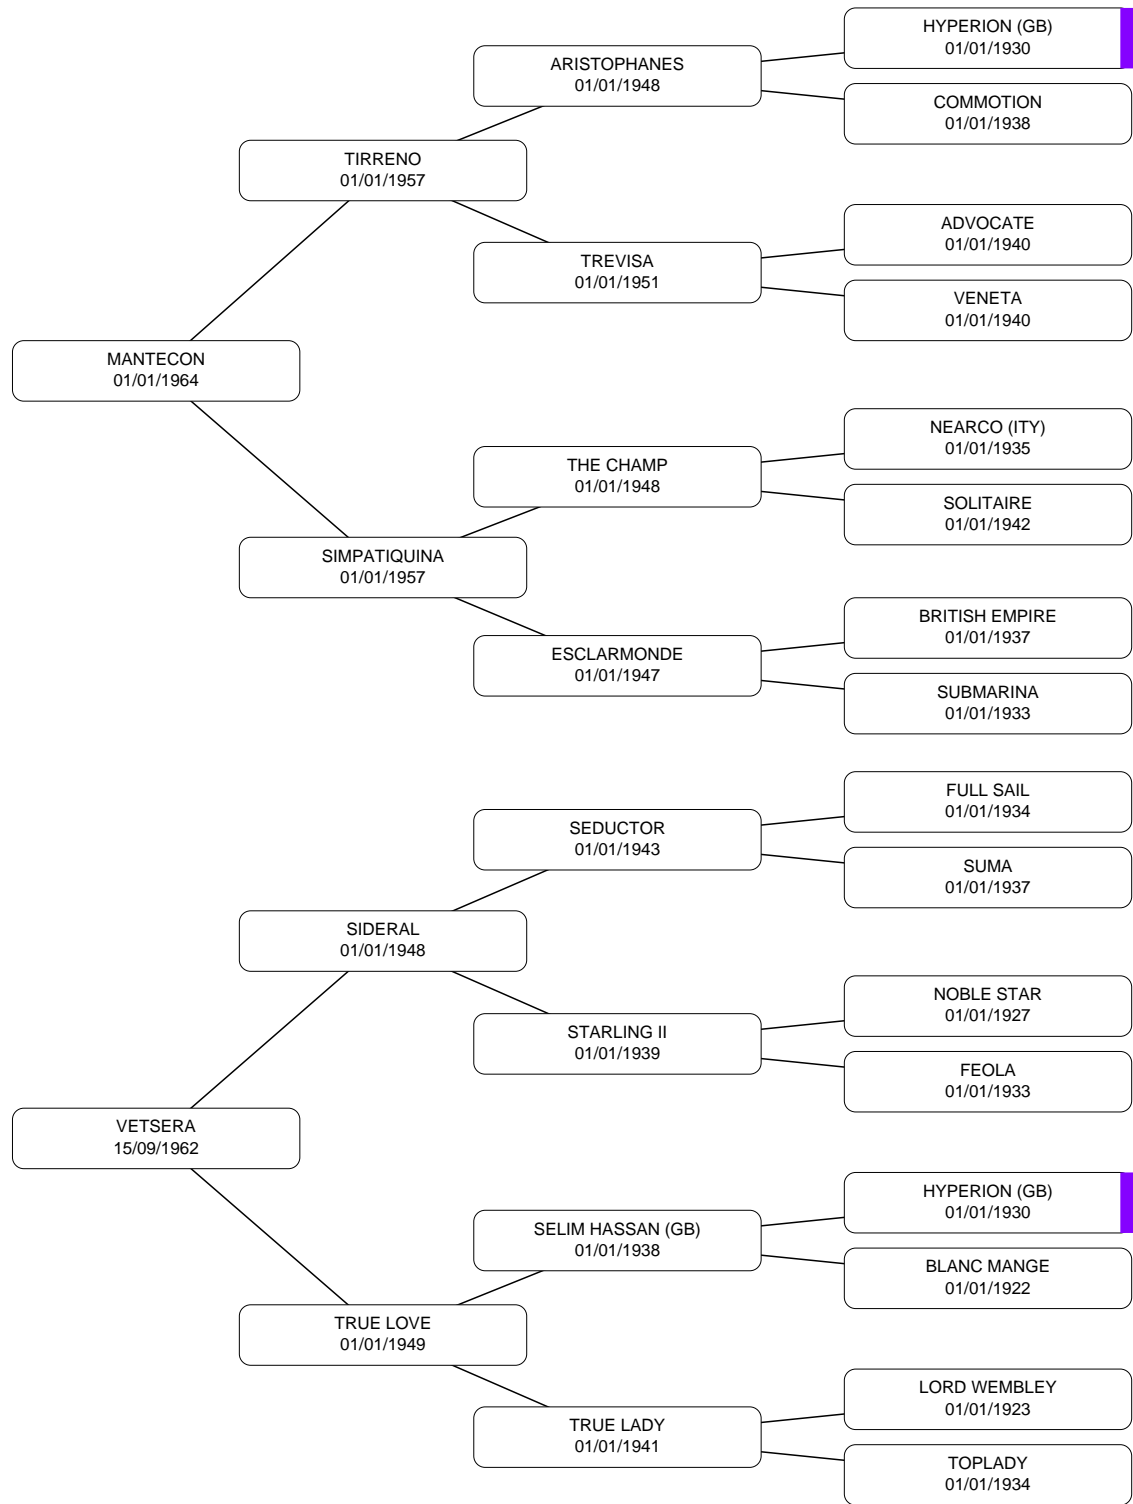 HYPERION (GB)
01/01/1930
ARISTOPHANES
01/01/1948
COMMOTION
01/01/1938
TIRRENO
01/01/1957
ADVOCATE
01/01/1940
TREVISA
01/01/1951
VENETA
01/01/1940
MANTECON
01/01/1964
NEARCO (ITY)
01/01/1935
THE CHAMP
01/01/1948
SOLITAIRE
01/01/1942
SIMPATIQUINA
01/01/1957
BRITISH EMPIRE
01/01/1937
ESCLARMONDE
01/01/1947
SUBMARINA
01/01/1933
FULL SAIL
01/01/1934
SEDUCTOR
01/01/1943
SUMA
01/01/1937
SIDERAL
01/01/1948
NOBLE STAR
01/01/1927
STARLING II
01/01/1939
FEOLA
01/01/1933
VETSERA
15/09/1962
HYPERION (GB)
01/01/1930
SELIM HASSAN (GB)
01/01/1938
BLANC MANGE
01/01/1922
TRUE LOVE
01/01/1949
LORD WEMBLEY
01/01/1923
TRUE LADY
01/01/1941
TOPLADY
01/01/1934